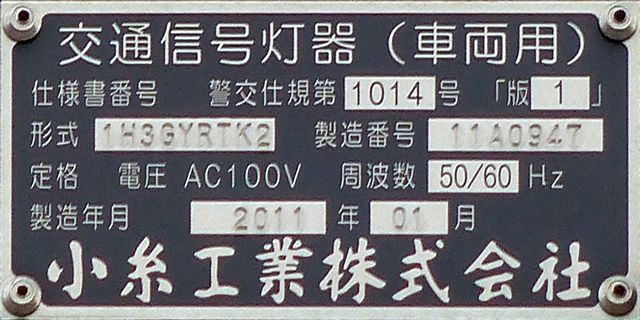 交通信号灯器（車両用）
仕様書番号 警交仕規第 1014 号 「版 1 」
形式 1H3GYRTK2 製造番号 11A0947
定格 電圧 AC100V 周波数 50/60 Hz
製造年月 2011 年 01 月
小糸工業株式会社